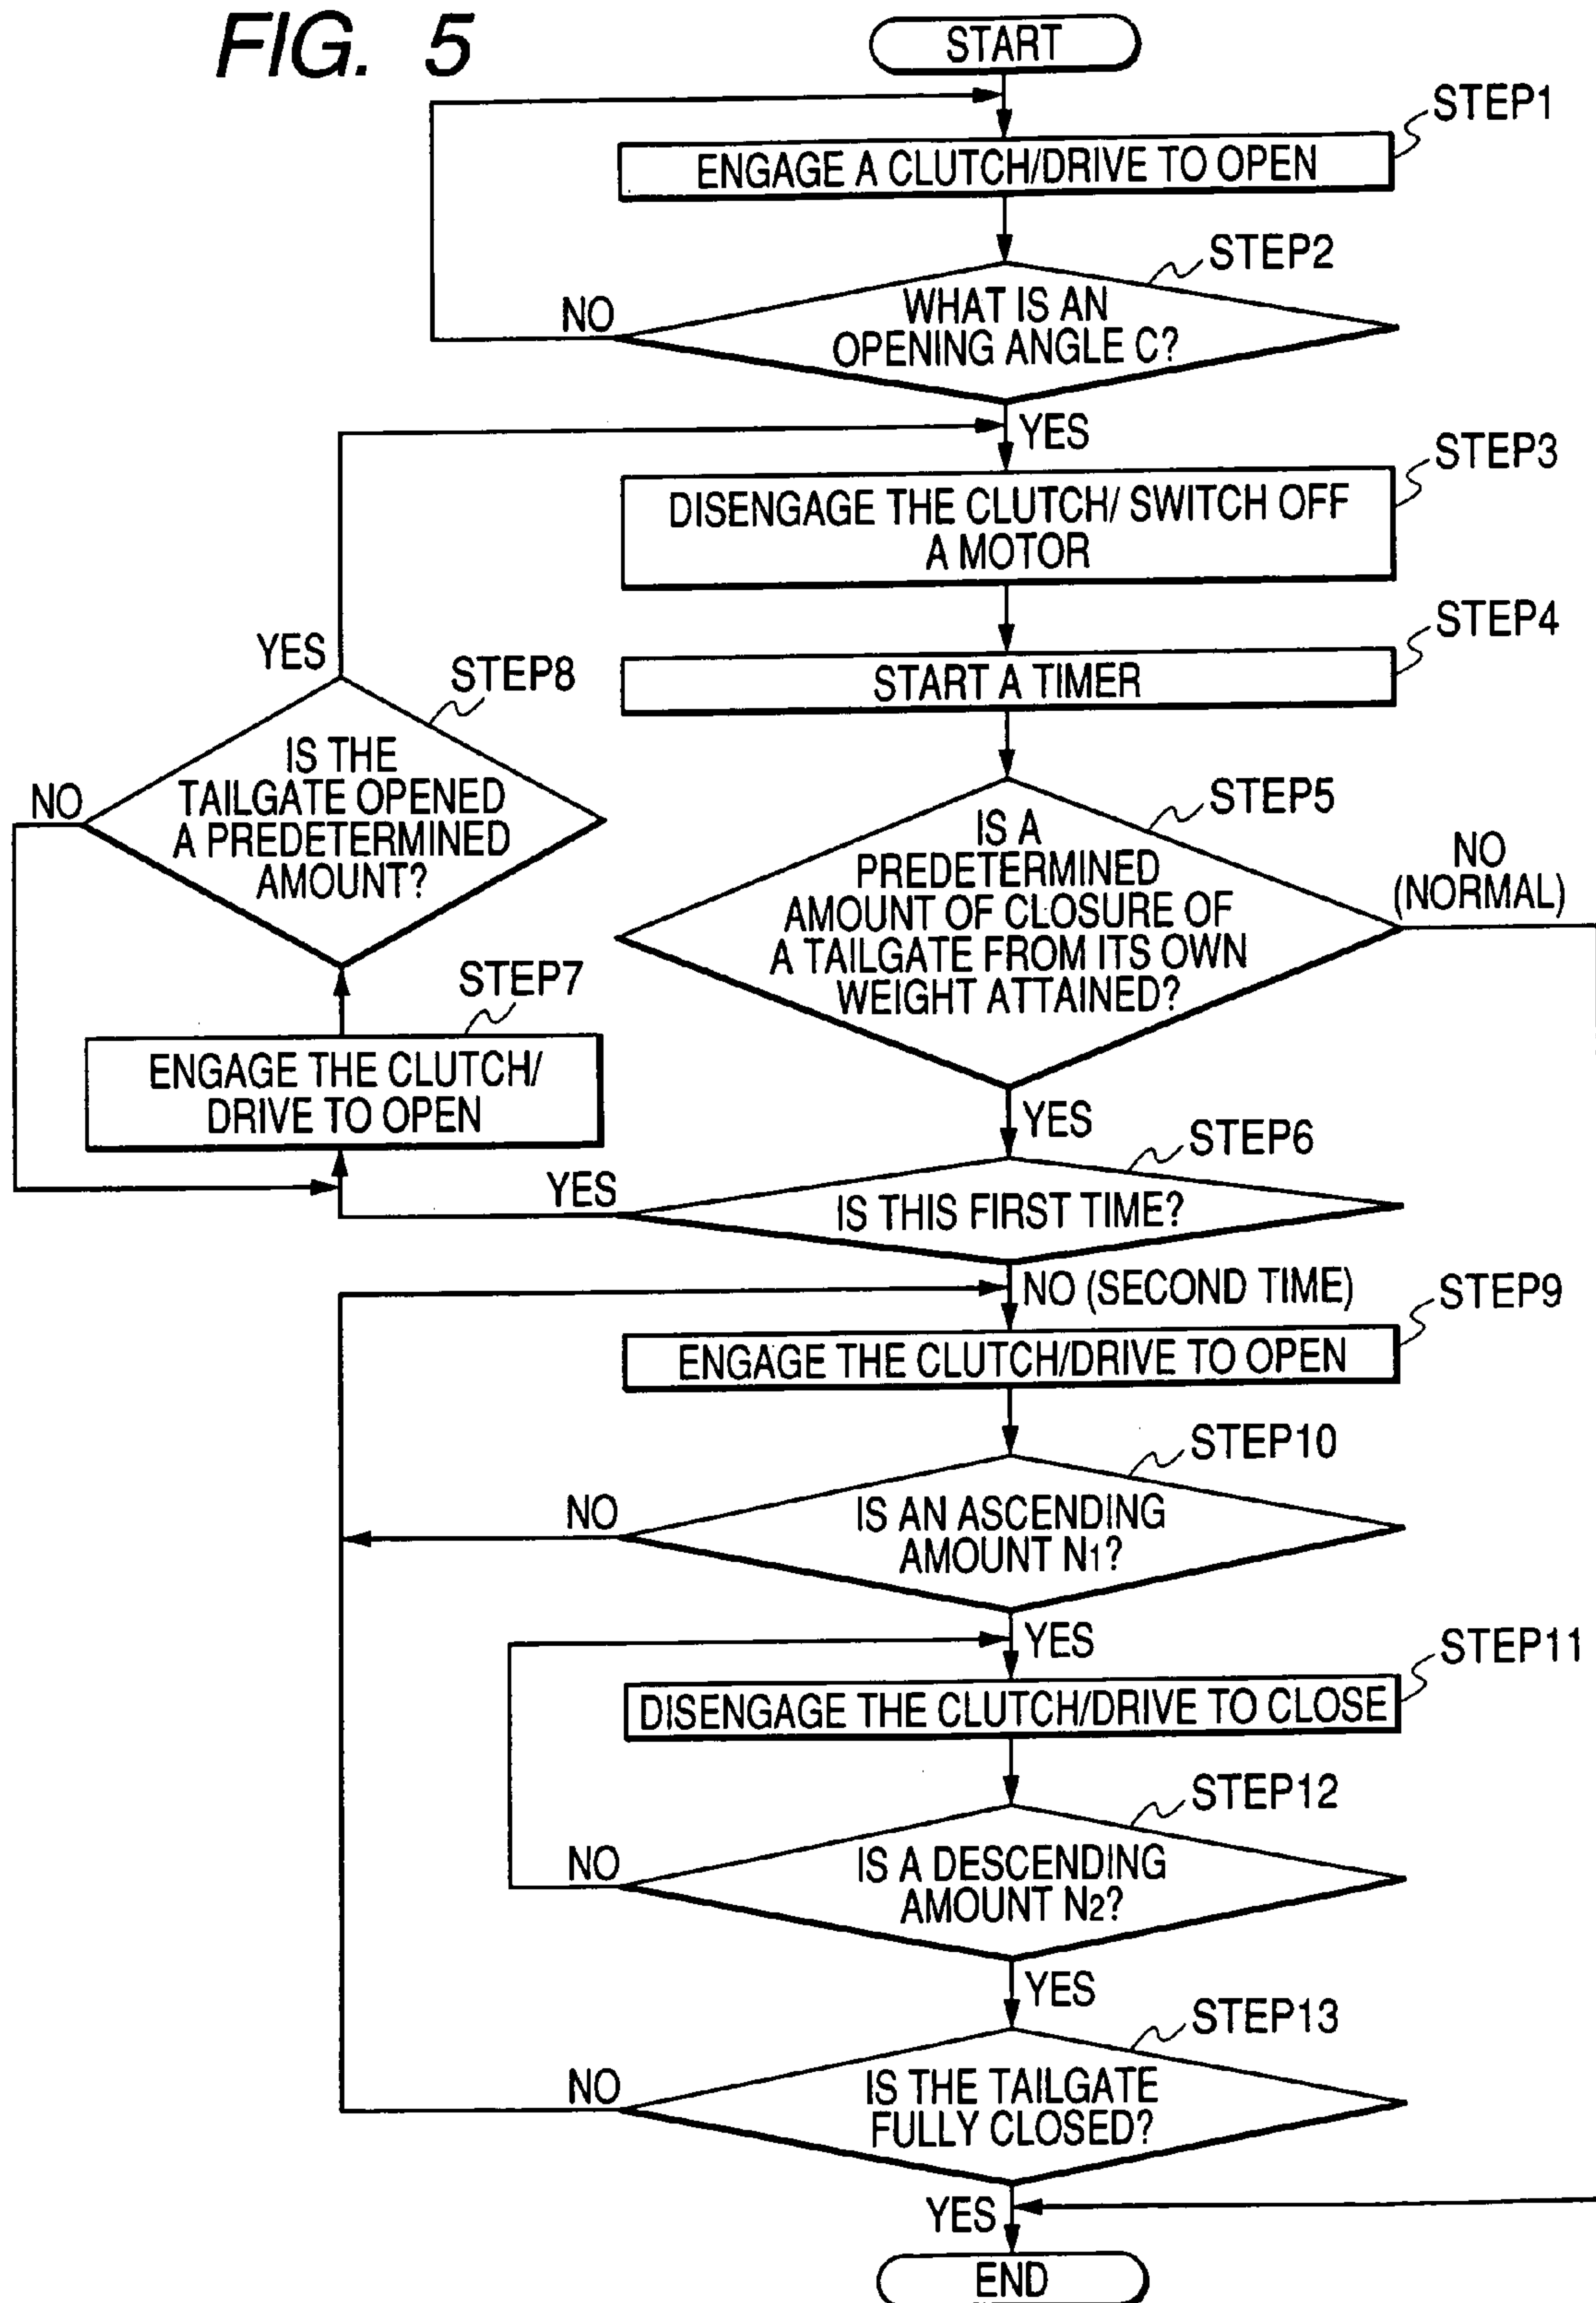 FIG. 5
START
STEP1
ENGAGE A CLUTCH/DRIVE TO OPEN
STEP2
WHAT IS AN
OPENING ANGLE C?
NO
YES
STEP3
DISENGAGE THE CLUTCH/ SWITCH OFF
A MOTOR
STEP4
START A TIMER
STEP5
IS A
PREDETERMINED
AMOUNT OF CLOSURE OF
A TAILGATE FROM ITS OWN
WEIGHT ATTAINED?
NO
(NORMAL)
YES
STEP6
IS THIS FIRST TIME?
YES
STEP7
ENGAGE THE CLUTCH/
DRIVE TO OPEN
STEP8
IS THE
TAILGATE OPENED
A PREDETERMINED
AMOUNT?
YES
NO
NO (SECOND TIME)
STEP9
ENGAGE THE CLUTCH/DRIVE TO OPEN
STEP10
IS AN ASCENDING
AMOUNT N1?
NO
YES
STEP11
DISENGAGE THE CLUTCH/DRIVE TO CLOSE
STEP12
IS A DESCENDING
AMOUNT N2?
NO
YES
STEP13
IS THE TAILGATE
FULLY CLOSED?
NO
YES
END